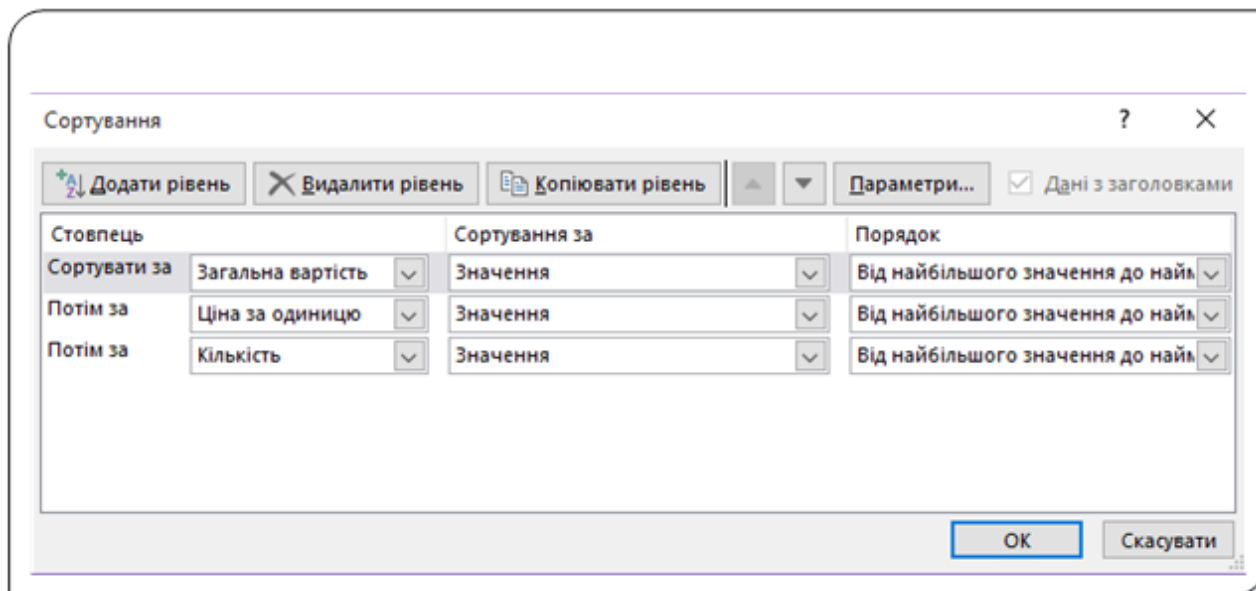 Сортування ? ×
Додати рівень Видалити рівень Копіювати рівень Параметри... Дані з заголовками
Стовпець Сортування за Порядок
Сортувати за Загальна вартість Значення Від найбільшого значення до найм
Потім за Ціна за одиницю Значення Від найбільшого значення до найм
Потім за Кількість Значення Від найбільшого значення до найм
ОК Скасувати